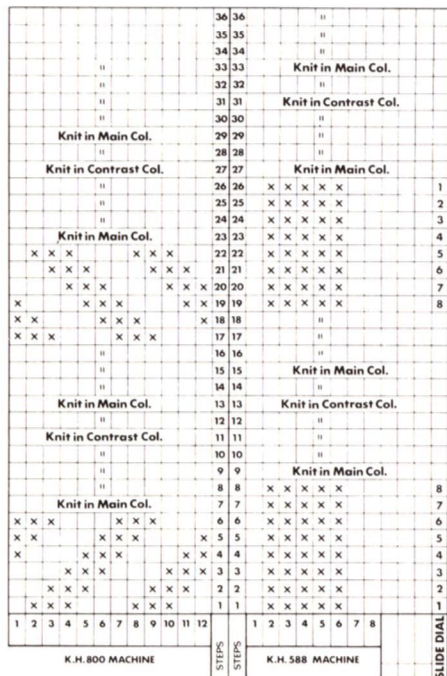 36 36 "
35 35 "
34 34 "
" 33 33 Knit in Main Col.
" 32 32 "
" 31 31 Knit in Contrast Col.
" 30 30 "
Knit in Main Col. 29 29 "
" 28 28 "
Knit in Contrast Col. 27 27 Knit in Main Col.
" 26 26 x x x x x 1
" 25 25 x x x x x 2
" 24 24 x x x x x 3
Knit in Main Col. 23 23 x x x x x 4
x x x x x x 22 22 x x x x x 5
x x x x x x 21 21 x x x x x 6
x x x x x x 20 20 x x x x x 7
x x x x x x 19 19 x x x x x 8
x x x x x x 18 18 "
x x x x x x 17 17 "
" 16 16 "
" 15 15 Knit in Main Col.
" 14 14 "
Knit in Main Col. 13 13 Knit in Contrast Col.
" 12 12 "
Knit in Contrast Col. 11 11 "
" 10 10 "
" 9 9 Knit in Main Col.
" 8 8 x x x x x 8
Knit in Main Col. 7 7 x x x x x 7
x x x x x x 6 6 x x x x x 6
x x x x x x 5 5 x x x x x 5
x x x x x x 4 4 x x x x x 4
x x x x x x 3 3 x x x x x 3
x x x x x x 2 2 x x x x x 2
x x x x x x 1 1 x x x x x 1
1 2 3 4 5 6 7 8 9 10 11 12 STEPS STEPS 1 2 3 4 5 6 7 8 SLIDE DIAL
K.H. 800 MACHINE K.H. 588 MACHINE